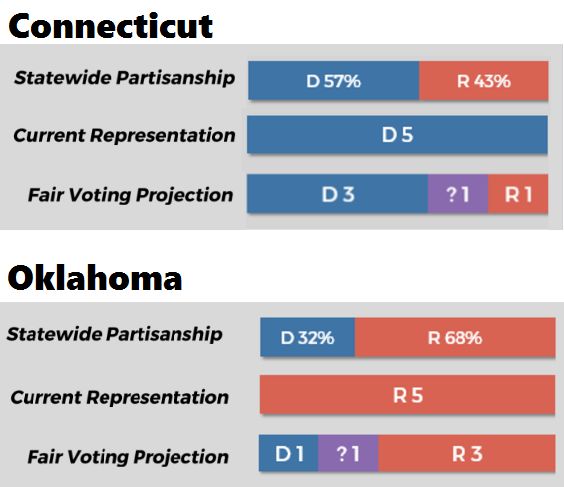 Connecticut
Statewide Partisanship D 57% R 43%
Current Representation D 5
Fair Voting Projection D 3 ? 1 R 1
Oklahoma
Statewide Partisanship D 32% R 68%
Current Representation R 5
Fair Voting Projection D 1 ? 1 R 3